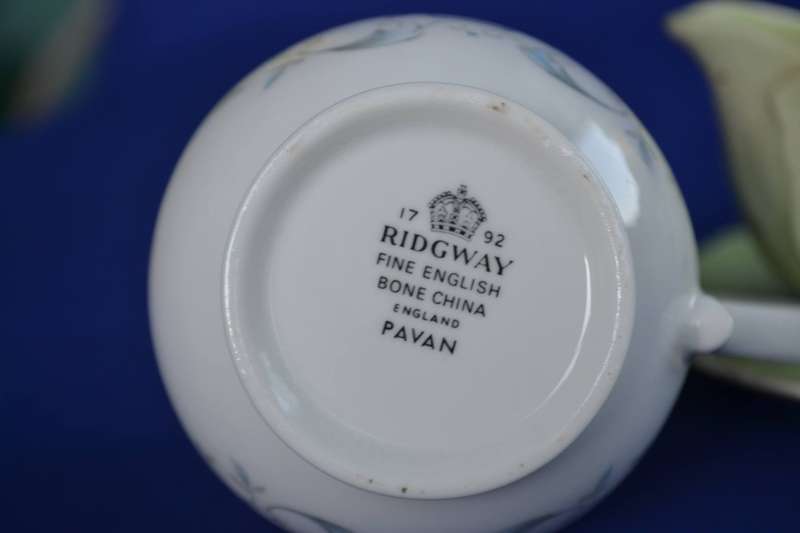 17 92
RIDGWAY
FINE ENGLISH
BONE CHINA
ENGLAND
PAVAN